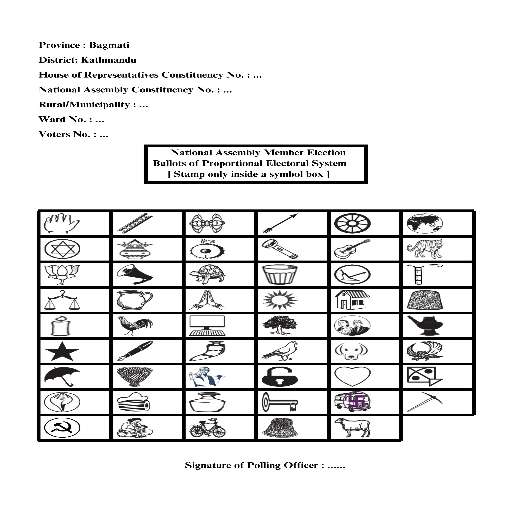 Province : Bagmati
District: Kathmandu
House of Representatives Constituency No. : ...
National Assembly Constituency No. : ...
Rural/Municipality : ...
Ward No. : ...
Voters No. : ...
National Assembly Member Election
Ballots of Proportional Electoral System
[ Stamp only inside a symbol box ]
Signature of Polling Officer : ......